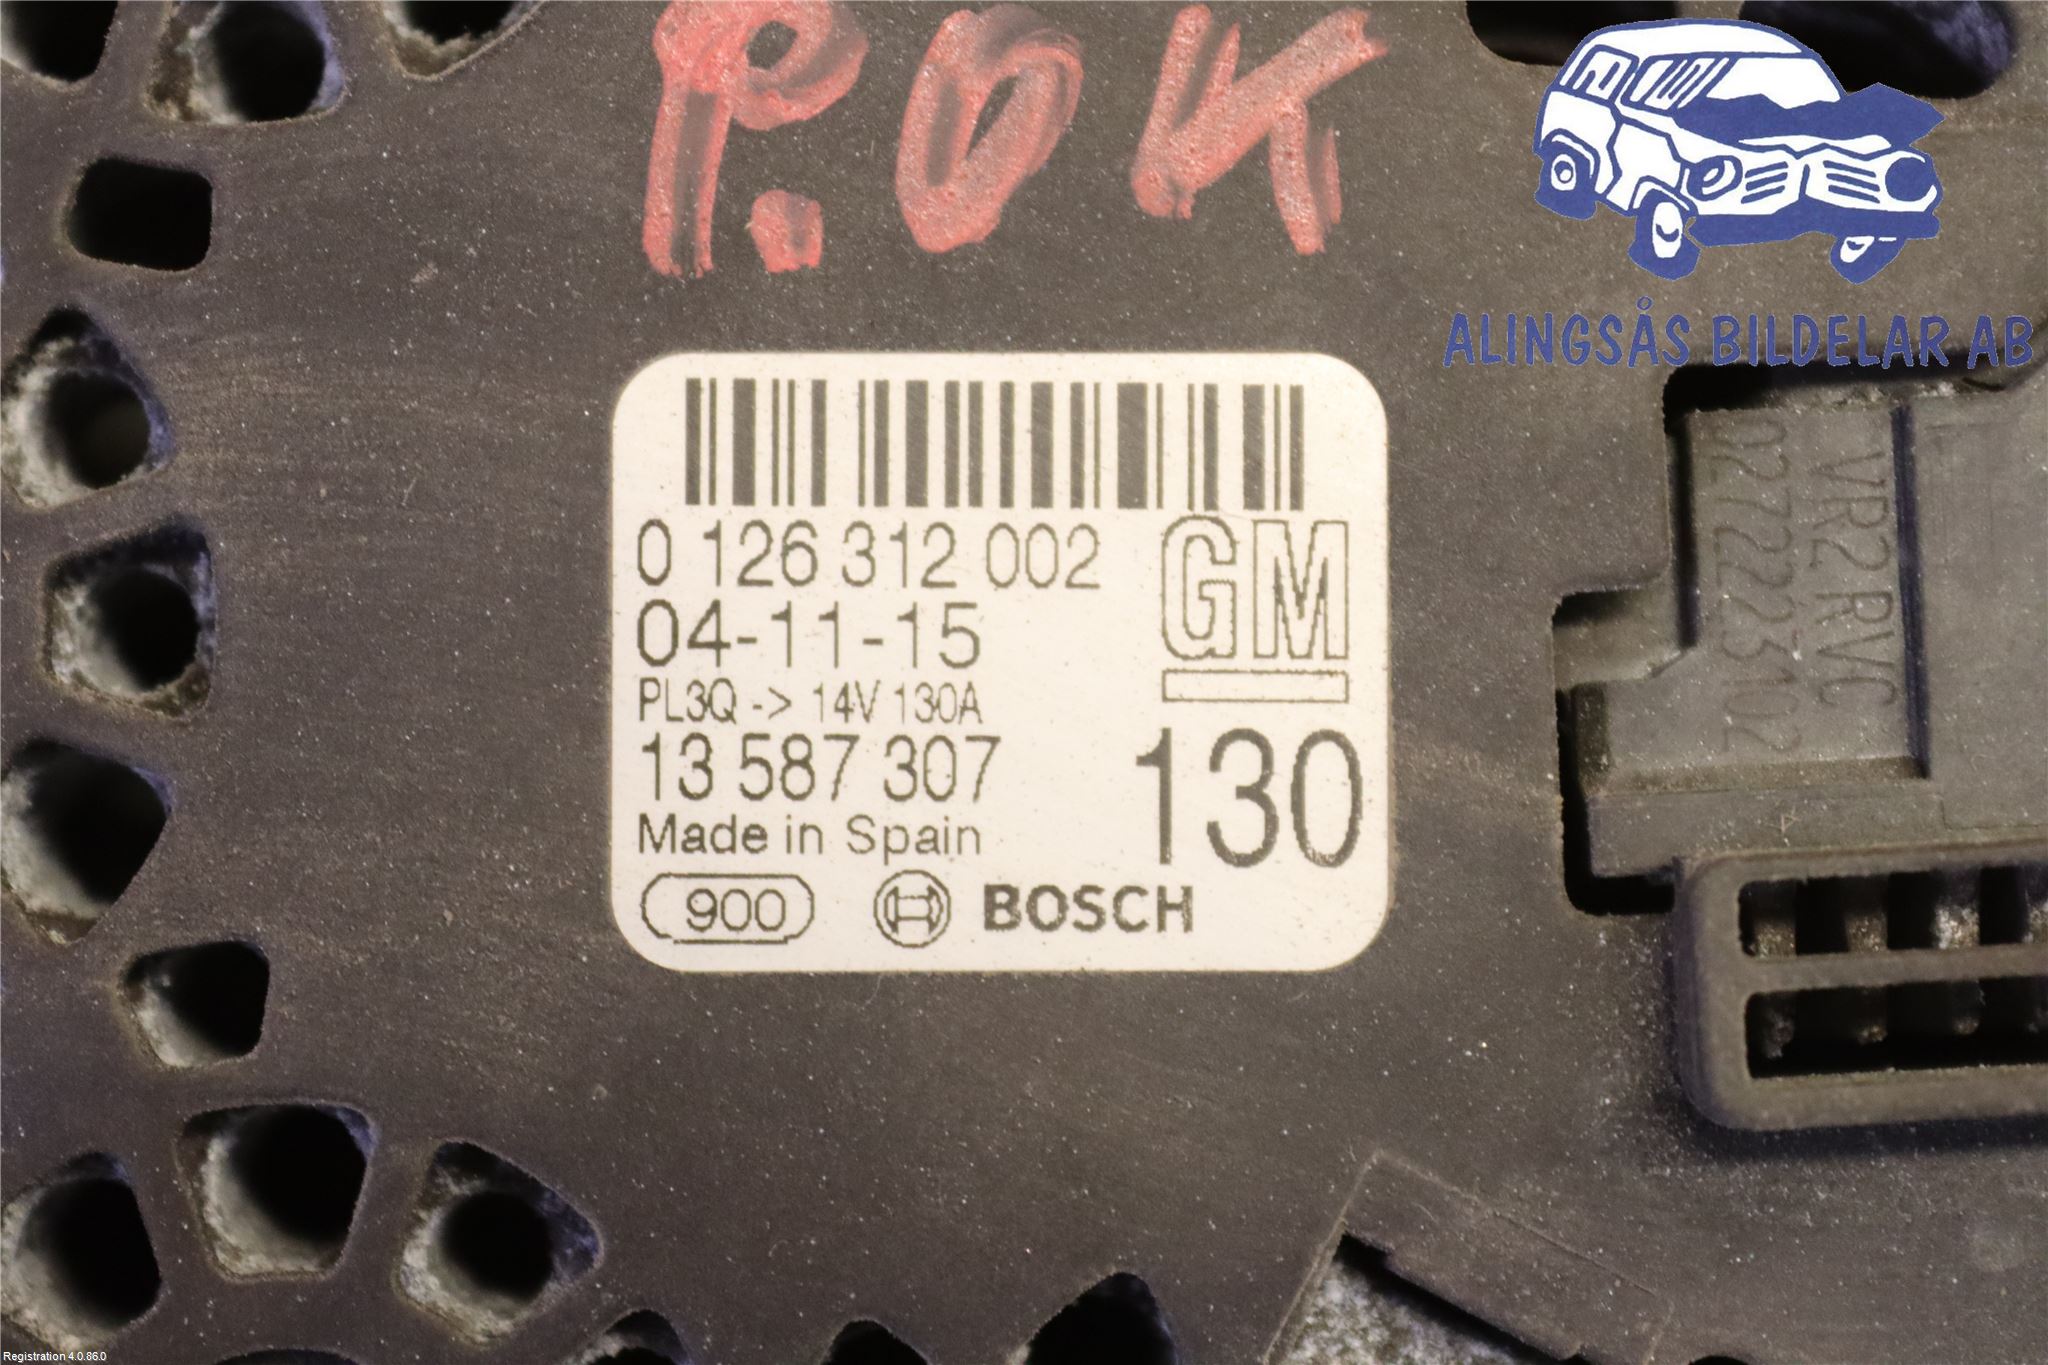 P.OK
ALINGSÅS BILDELAR AB
0 126 312 002
GM
04-11-15
PL3Q -> 14V 130A
13 587 307
130
Made in Spain
900
BOSCH
VR2 RVC
0272223102
Registration 4.0.86.0